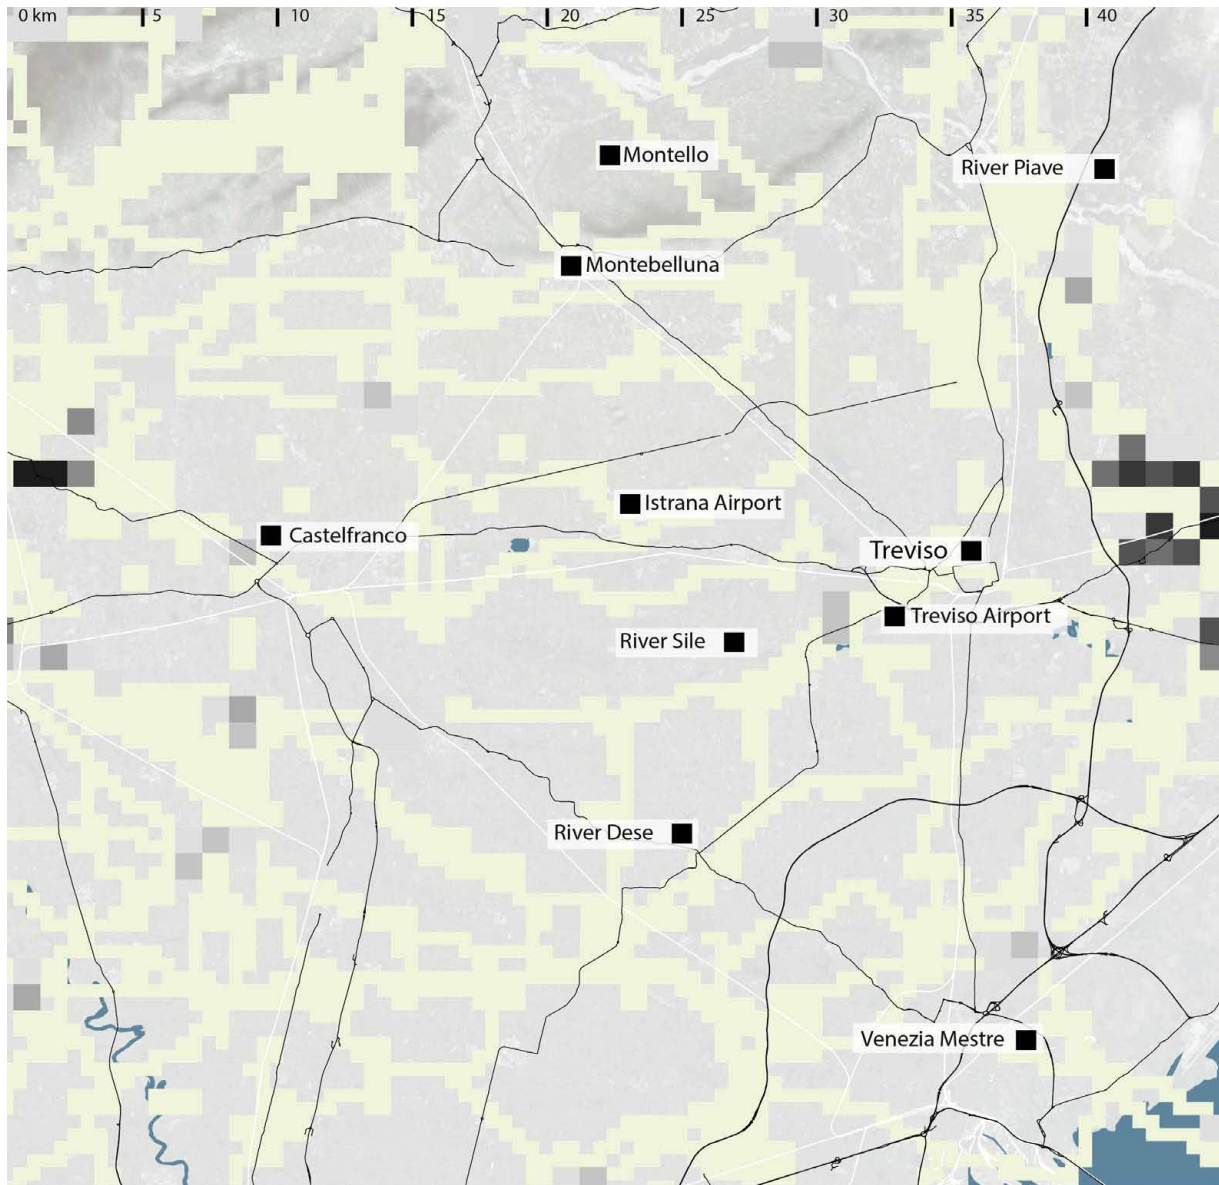 0 km 5 10 15 20 25 30 35 40
Montello
River Piave
Montebelluna
Istrana Airport
Castelfranco
Treviso
Treviso Airport
River Sile
River Dese
Venezia Mestre